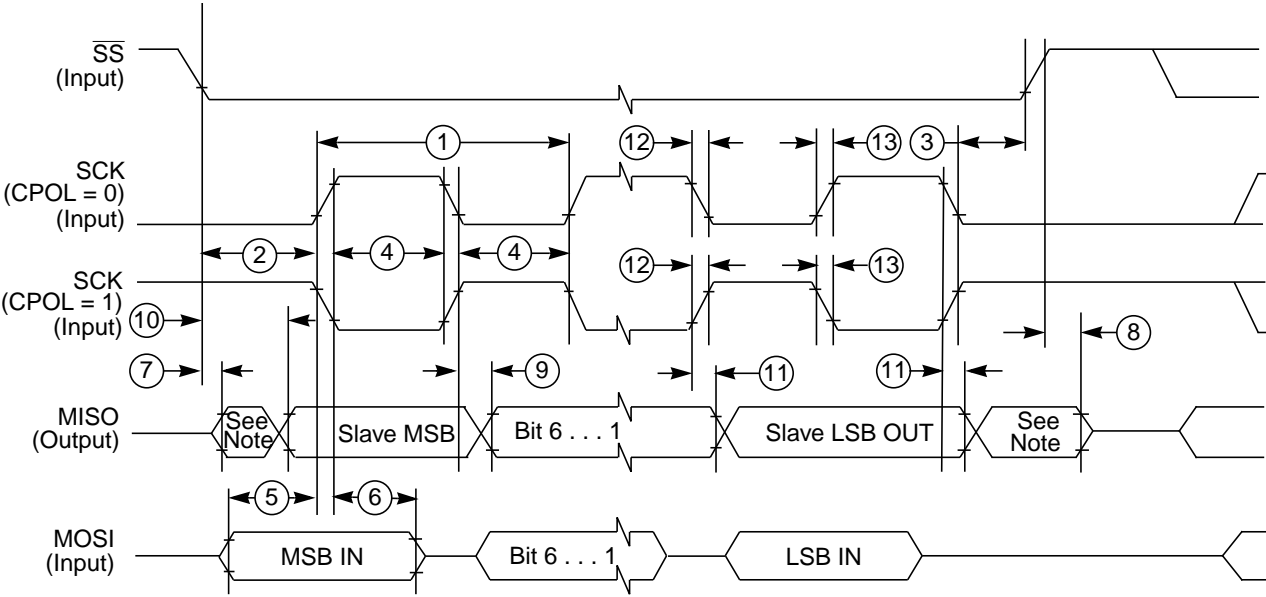 SS
(Input)
1
12
13
3
SCK
(CPOL = 0)
(Input)
2
4
4
12
13
SCK
(CPOL = 1)
(Input)
10
8
7
9
11
11
MISO
(Output)
See
Note
Slave MSB
Bit 6 . . . 1
Slave LSB OUT
See
Note
5
6
MOSI
(Input)
MSB IN
Bit 6 . . . 1
LSB IN